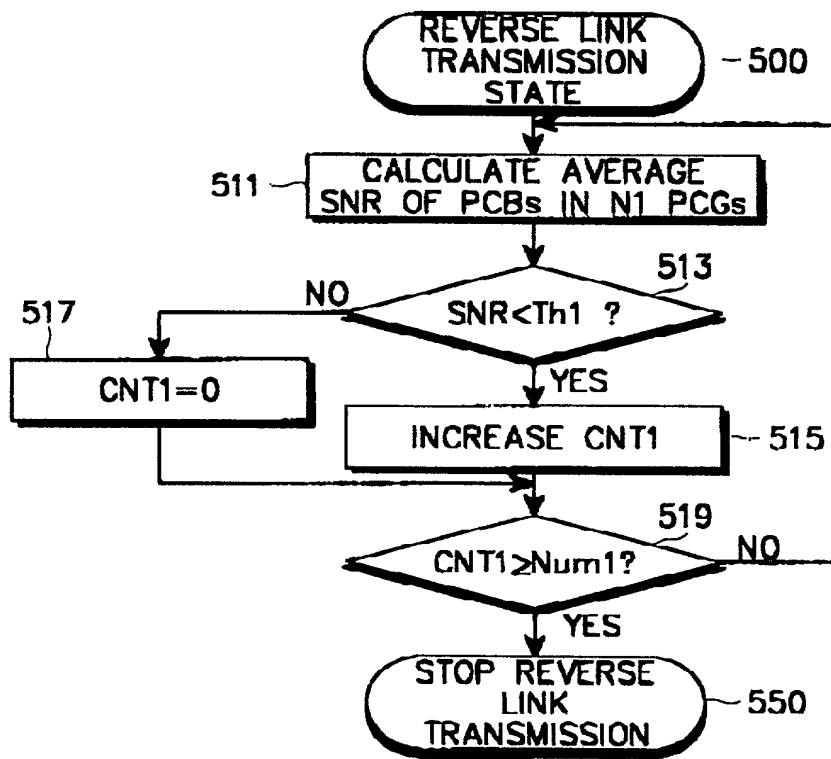 REVERSE LINK
TRANSMISSION
STATE
500
511
CALCULATE AVERAGE
SNR OF PCBs IN N1 PCGs
513
SNR<Th1 ?
NO
517
CNT1=0
YES
INCREASE CNT1
515
519
CNT1≥Num1?
NO
YES
STOP REVERSE
LINK
TRANSMISSION
550